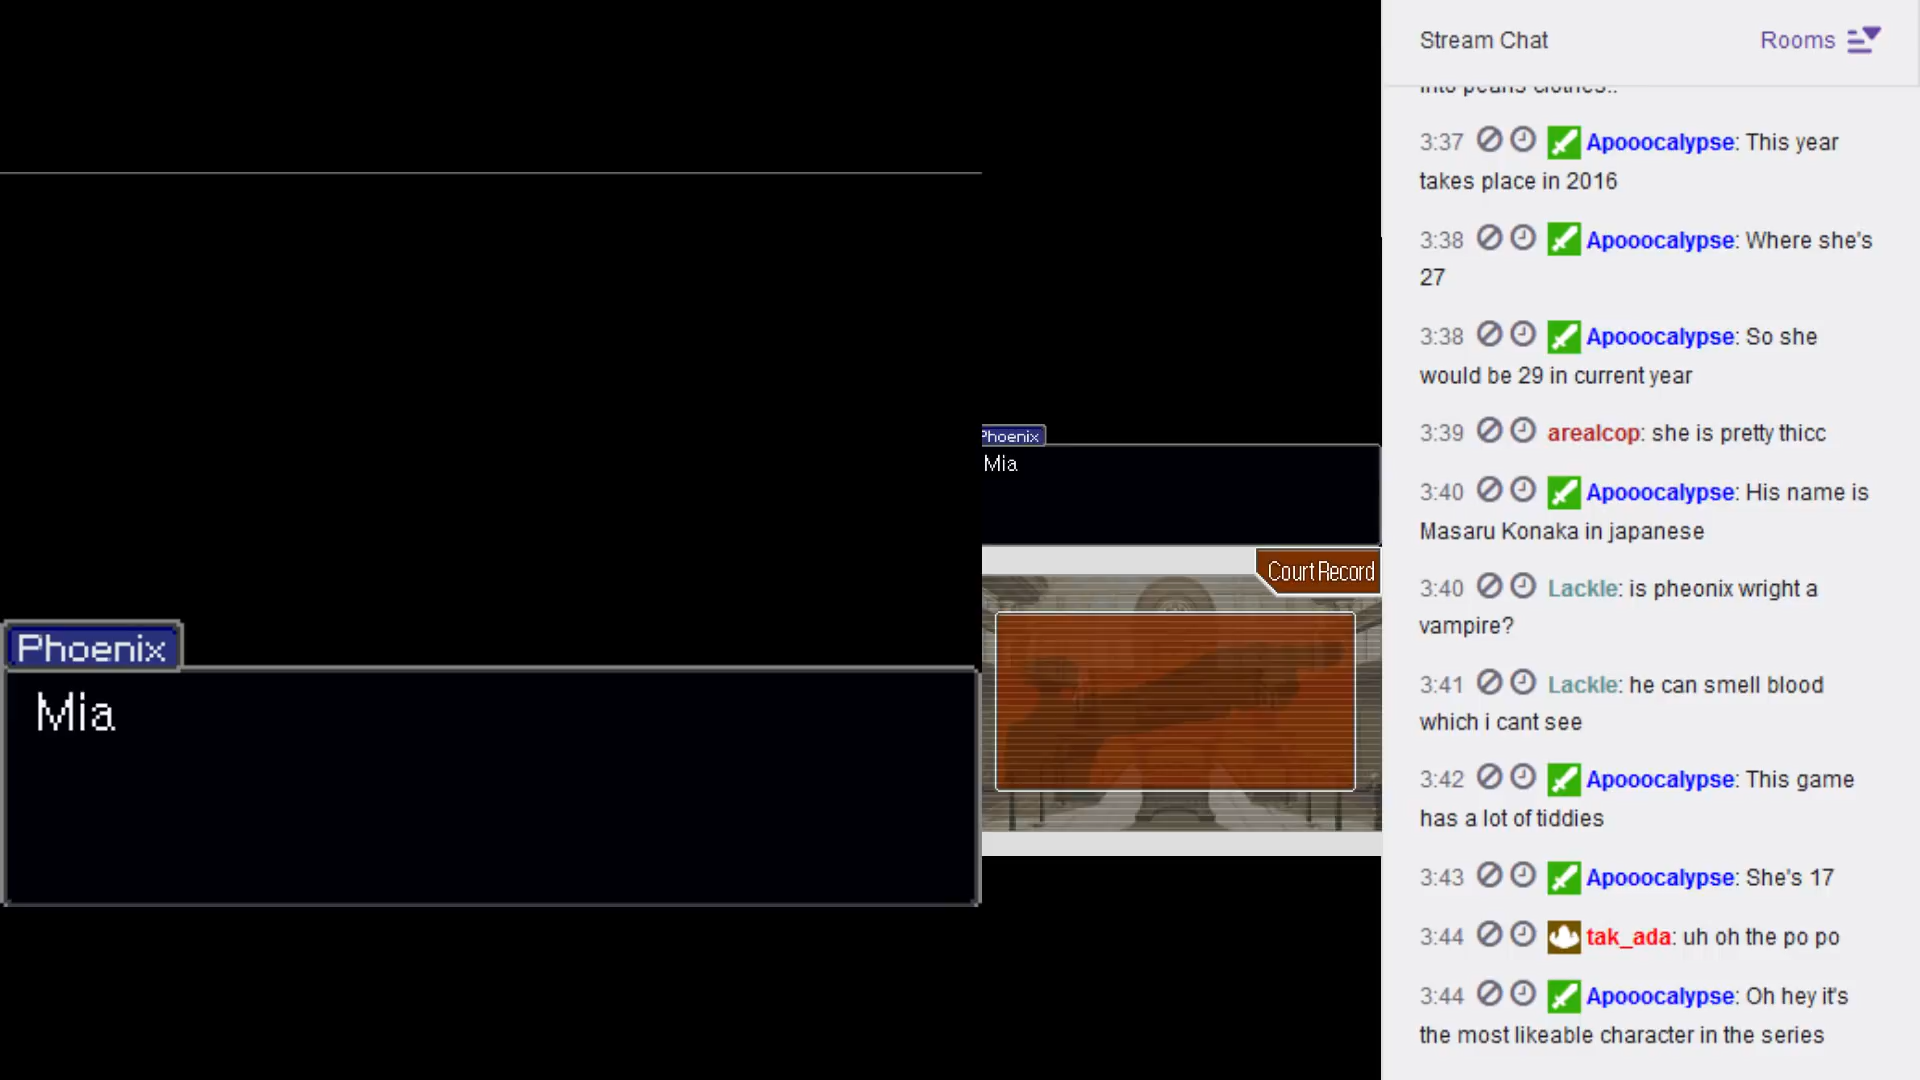 Phoenix
Mia
Phoenix
Mia
Court Record
Stream Chat
Rooms
into pearls clothes..
3:37 Apooocalypse: This year
takes place in 2016
3:38 Apooocalypse: Where she's
27
3:38 Apooocalypse: So she
would be 29 in current year
3:39 arealcop: she is pretty thicc
3:40 Apooocalypse: His name is
Masaru Konaka in japanese
3:40 Lackle: is pheonix wright a
vampire?
3:41 Lackle: he can smell blood
which i cant see
3:42 Apooocalypse: This game
has a lot of tiddies
3:43 Apooocalypse: She's 17
3:44 tak_ada: uh oh the po po
3:44 Apooocalypse: Oh hey it's
the most likeable character in the series